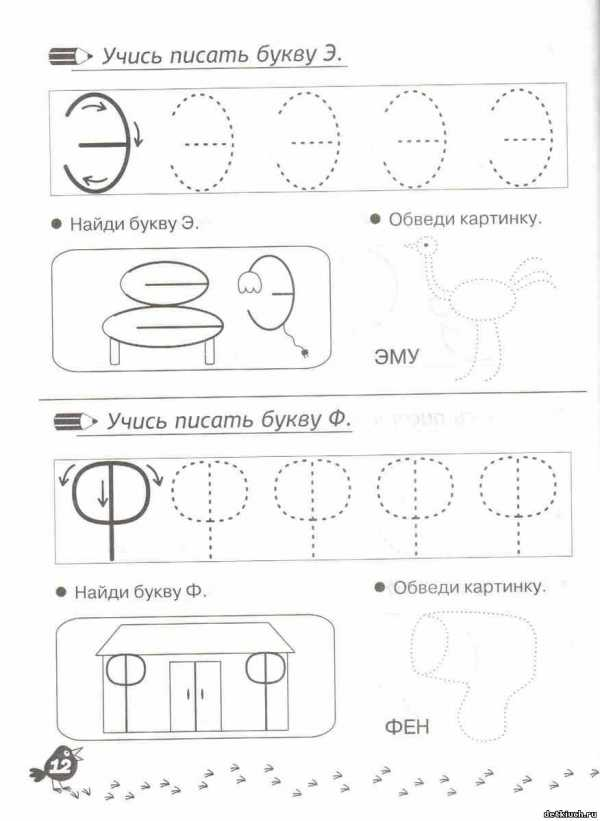 Учись писать букву Э.
Найди букву Э.
Обведи картинку.
ЭМУ
Учись писать букву Ф.
Найди букву Ф.
Обведи картинку.
ФЕН
12
detkiuch.ru